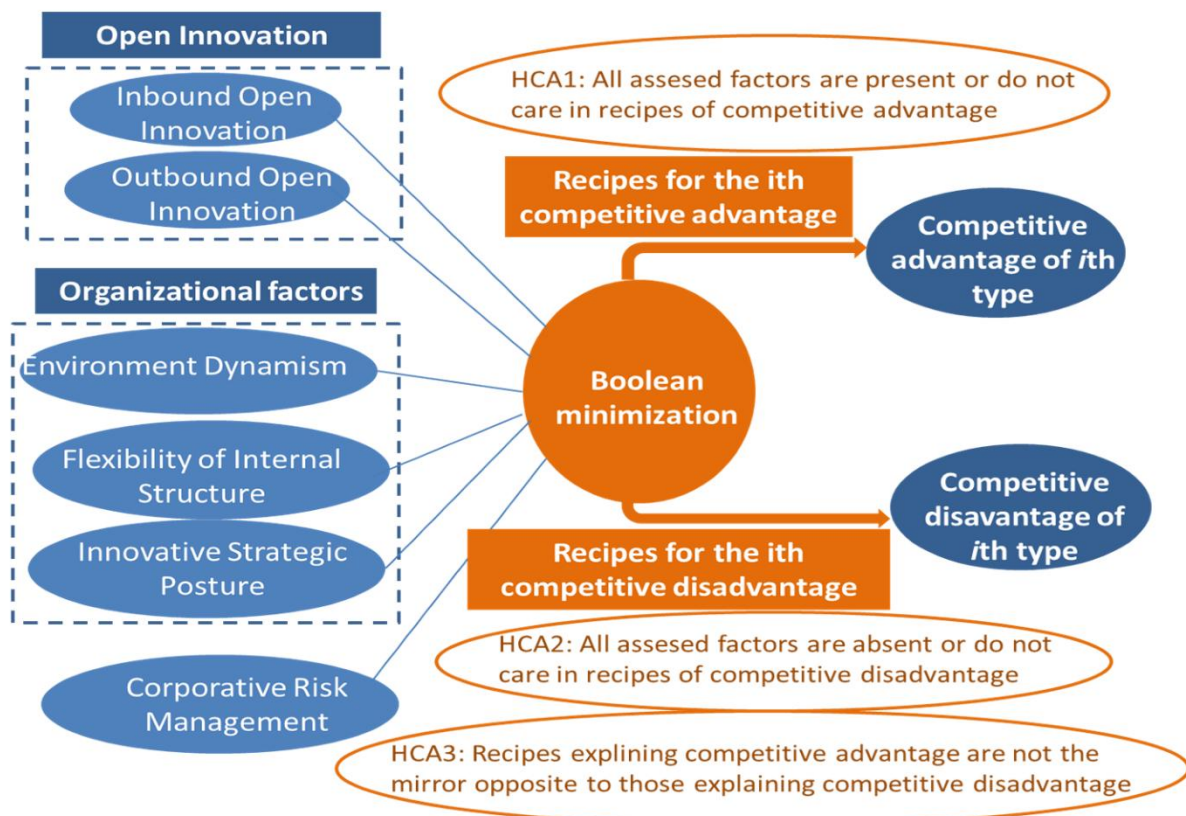 Open Innovation
Inbound Open
Innovation
Outbound Open
Innovation
Organizational factors
Environment Dynamism
Flexibility of Internal
Structure
Innovative Strategic
Posture
Corporative Risk
Management
HCA1: All assesed factors are present or do not
care in recipes of competitive advantage
Recipes for the ith
competitive advantage
Competitive
advantage of ith
type
Boolean
minimization
Competitive
disavantage of
ith type
Recipes for the ith
competitive disadvantage
HCA2: All assesed factors are absent or do not
care in recipes of competitive disadvantage
HCA3: Recipes explining competitive advantage are not the
mirror opposite to those explaining competitive disadvantage